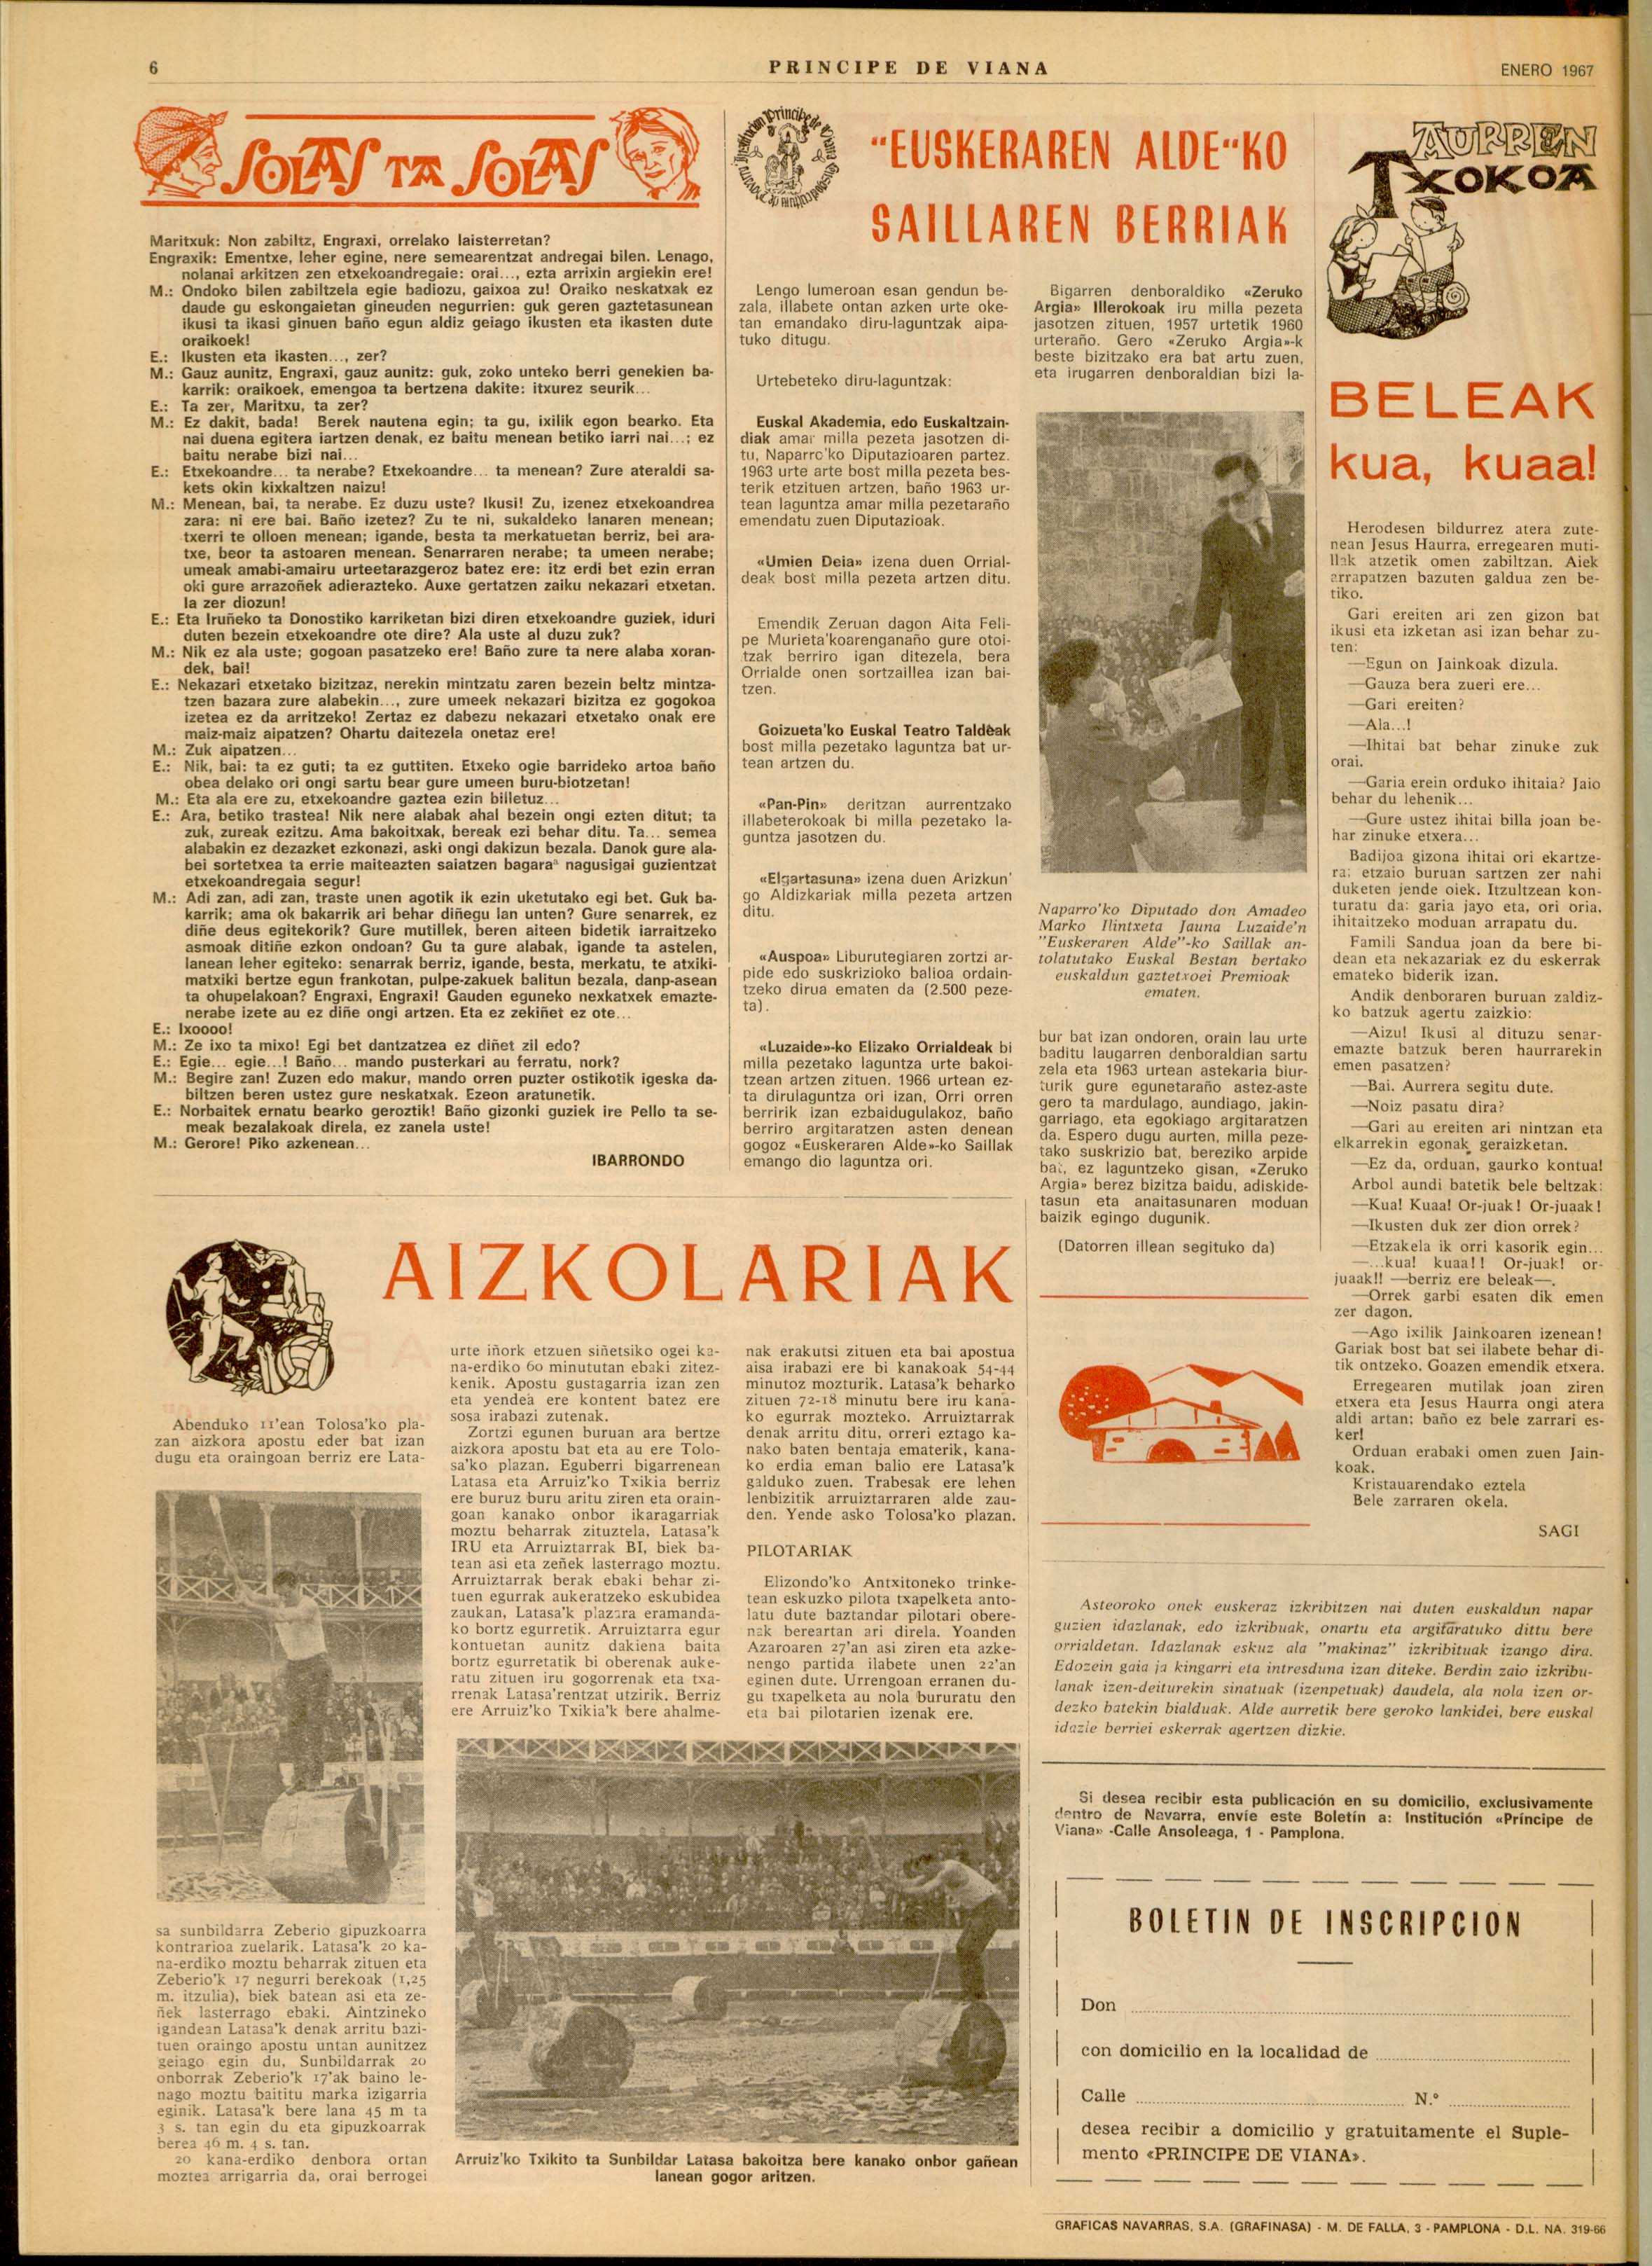 6
PRINCIPE DE VIANA
ENERO 1967
SOLAS TA SOLAS
Maritxuk: Non zabiltz, Engraxi, orrelako laisterretan?
Engraxik: Ementxe, leher egine, nere semearentzat andregai bilen. Lenago,
nolanai arkitzen zen etxekoandregaie: orai..., ezta arrixin argiekin ere!
M.: Ondoko bilen zabiltzela egie badiozu, gaixoa zu! Oraiko neskatxak ez
daude gu eskongaietan gineuden negurrien: guk geren gaztetasunean
ikusi ta ikasi ginuen baño egun aldiz geiago ikusten eta ikasten dute
oraikoek!
E.: Ikusten eta ikasten..., zer?
M.: Gauz aunitz, Engraxi, gauz aunitz: guk, zoko unteko berri genekien ba-
karrik: oraikoek, emengoa ta bertzena dakite: itxurez seurik...
E.: Ta zer, Maritxu, ta zer?
M.: Ez dakit, bada! Berek nautena egin; ta gu, ixilik egon bearko. Eta
nai duena egitera iartzen denak, ez baitu menean betiko iarri nai...; ez
baitu nerabe bizi nai...
E.: Etxekoandre... ta nerabe? Etxekoandre... ta menean? Zure ateraldi sa-
kets okin kixkaltzen naizu!
M.: Menean, bai, ta nerabe. Ez duzu uste? Ikusi! Zu, izenez etxekoandrea
zara: ni ere bai. Baño izetez? Zu te ni, sukaldeko lanaren menean;
txerri te olloen menean; igande, besta ta merkatuetan berriz, bei ara-
txe, beor ta astoaren menean. Senarraren nerabe; ta umeen nerabe;
umeak amabi-amairu urteetarazgeroz batez ere: itz erdi bet ezin erran
oki gure arrazoñek adierazteko. Auxe gertatzen zaiku nekazari etxetan.
Ia zer diozun!
E.: Eta Iruñeko ta Donostiko karriketan bizi diren etxekoandre guziek, iduri
duten bezein etxekoandre ote dire? Ala uste al duzu zuk?
M.: Nik ez ala uste; gogoan pasatzeko ere! Baño zure ta nere alaba xoran-
dek, bai!
E.: Nekazari etxetako bizitzaz, nerekin mintzatu zaren bezein beltz mintza-
tzen bazara zure alabekin..., zure umeek nekazari bizitza ez gogokoa
izetea ez da arritzeko! Zertaz ez dabezu nekazari etxetako onak ere
maiz-maiz aipatzen? Ohartu daitezela onetaz ere!
M.: Zuk aipatzen...
E.: Nik, bai: ta ez guti; ta ez guttiten. Etxeko ogie barrideko artoa baño
obea delako ori ongi sartu bear gure umeen buru-biotzetan!
M.: Eta ala ere zu, etxekoandre gaztea ezin billetuz...
E.: Ara, betiko trastea! Nik nere alabak ahal bezein ongi ezten ditut; ta
zuk, zureak ezitzu. Ama bakoitxak, bereak ezi behar ditu. Ta... semea
alabakin ez dezazket ezkonazi, aski ongi dakizun bezala. Danok gure ala-
bei sortetxea ta errie maiteazten saiatzen bagara nagusigai guzientzat
etxekoandregaia segur!
M.: Adi zan, adi zan, traste unen agotik ik ezin uketutako egi bet. Guk ba-
karrik; ama ok bakarrik ari behar diñegu lan unten? Gure senarrek, ez
diñe deus egitekorik? Gure mutillek, beren aiteen bidetik iarraitzeko
asmoak ditiñe ezkon ondoan? Gu ta gure alabak, igande ta astelen,
lanean leher egiteko: senarrak berriz, igande, besta, merkatu, te atxiki-
matxiki bertze egun frankotan, pulpe-zakuek balitun bezala, danp-asean
ta ohupelakoan? Engraxi, Engraxi! Gauden eguneko nexkatxek emazte-
nerabe izete au ez diñe ongi artzen. Eta ez zekiñet ez ote...
E.: Ixoooo!
M.: Ze ixo ta mixo! Egi bet dantzatzea ez diñet zil edo?
E.: Egie... egie...! Baño... mando pusterkari au ferratu, nork?
M.: Begire zan! Zuzen edo makur, mando orren puzter ostikotik igeska da-
biltzen beren ustez gure neskatxak. Ezeon aratunetik.
E.: Norbaitek ernatu bearko geroztik! Baño gizonki guziek ire Pello ta se-
meak bezalakoak direla, ez zanela uste!
M.: Gerore! Piko azkenean...
IBARRONDO
"EUSKERAREN ALDE"KO
SAILLAREN BERRIAK
Lengo lumeroan esan gendun be-
zala, illabete ontan azken urte oke-
tan emandako diru-laguntzak aipa-
tuko ditugu.
Urtebeteko diru-laguntzak:
Euskal Akademia, edo Euskaltzain-
diak amar milla pezeta jasotzen di-
tu, Naparro'ko Diputazioaren partez.
1963 urte arte bost milla pezeta bes-
terik etzituen artzen, baño 1963 ur-
tean laguntza amar milla pezetaraño
emendatu zuen Diputazioak.
«Umien Deia» izena duen Orrial-
deak bost milla pezeta artzen ditu.
Emendik Zeruan dagon Aita Feli-
pe Murieta'koarenganaño gure otoi-
tzak berriro igan ditezela, bera
Orrialde onen sortzaillea izan bai-
tzen.
Goizueta'ko Euskal Teatro Taldeak
bost milla pezetako laguntza bat ur-
tean artzen du.
«Pan-Pin» deritzan aurrentzako
illabeterokoak bi milla pezetako la-
guntza jasotzen du.
«Elgartasuna» izena duen Arizkun'
go Aldizkariak milla pezeta artzen
ditu.
«Auspoa» Liburutegiaren zortzi ar-
pide edo suskrizioko balioa ordain-
tzeko dirua ematen da (2.500 peze-
ta).
«Luzaide»-ko Elizako Orrialdeak bi
milla pezetako laguntza urte bakoi-
tzean artzen zituen. 1966 urtean ez-
ta dirulaguntza ori izan, Orri orren
berririk izan ezbaidugulakoz, baño
berriro argitaratzen asten denean
gogoz «Euskeraren Alde»-ko Saillak
emango dio laguntza ori.
Bigarren denboraldiko «Zeruko
Argia» Illerokoak iru milla pezeta
jasotzen zituen, 1957 urtetik 1960
urteraño. Gero «Zeruko Argia»-k
beste bizitzako era bat artu zuen,
eta irugarren denboraldian bizi la-
Naparro'ko Diputado don Amadeo
Marko Ilintxeta Jauna Luzaide'n
"Euskeraren Alde"-ko Saillak an-
tolatutako Euskal Bestan bertako
euskaldun gaztetxoei Premioak
ematen.
bur bat izan ondoren, orain lau urte
baditu laugarren denboraldian sartu
zela eta 1963 urtean astekaria biur-
turik gure egunetaraño astez-aste
gero ta mardulago, aundiago, jakin-
garriago, eta egokiago argitaratzen
da. Espero dugu aurten, milla peze-
tako suskrizio bat, bereziko arpide
bat, ez laguntzeko gisan, «Zeruko
Argia» berez bizitza baidu, adiskide-
tasun eta anaitasunaren moduan
baizik egingo dugunik.
(Datorren illean segituko da)
AURREN
TXOKOA
BELEAK
kua, kuaa!
Herodesen bildurrez atera zute-
nean Jesus Haurra, erregearen muti-
llak atzetik omen zabiltzan. Aiek
arrapatzen bazuten galdua zen be-
tiko.
Gari ereiten ari zen gizon bat
ikusi eta izketan asi izan behar zu-
ten:
—Egun on Jainkoak dizula.
—Gauza bera zueri ere...
—Gari ereiten?
—Ala...!
—Ihitai bat behar zinuke zuk
orai.
—Garia erein orduko ihitaia? Jaio
behar du lehenik...
—Gure ustez ihitai billa joan be-
har zinuke etxera...
Badijoa gizona ihitai ori ekartze-
ra; etzaio buruan sartzen zer nahi
duketen jende oiek. Itzultzean kon-
turatu da: garia jayo eta, ori oria,
ihitaitzeko moduan arrapatu du.
Famili Sandua joan da bere bi-
dean eta nekazariak ez du eskerrak
emateko biderik izan.
Andik denboraren buruan zaldiz-
ko batzuk agertu zaizkio:
—Aizu! Ikusi al dituzu senar-
emazte batzuk beren haurrarekin
emen pasatzen?
—Bai. Aurrera segitu dute.
—Noiz pasatu dira?
—Gari au ereiten ari nintzan eta
elkarrekin egonak geraizketan.
—Ez da, orduan, gaurko kontua!
Arbol aundi batetik bele beltzak:
—Kua! Kuaa! Or-juak! Or-juaak!
—Ikusten duk zer dion orrek?
—Etzakela ik orri kasorik egin...
—...kua! kuaa!! Or-juak! or-
juaak!! —berriz ere beleak—.
—Orrek garbi esaten dik emen
zer dagon.
—Ago ixilik Jainkoaren izenean!
Gariak bost bat sei ilabete behar di-
tik ontzeko. Goazen emendik etxera.
Erregearen mutilak joan ziren
etxera eta Jesus Haurra ongi atera
aldi artan: baño ez bele zarrari es-
ker!
Orduan erabaki omen zuen Jain-
koak.
Kristauarendako eztela
Bele zarraren okela.
SAGI
AIZKOLARIAK
Abenduko 11'ean Tolosa'ko pla-
zan aizkora apostu eder bat izan
dugu eta oraingoan berriz ere Lata-
sa sunbildarra Zeberio gipuzkoarra
kontrarioa zuelarik. Latasa'k 20 ka-
na-erdiko moztu beharrak zituen eta
Zeberio'k 17 negurri berekoak (1,25
m. itzulia), biek batean asi eta ze-
ñek lasterrago ebaki. Aintzineko
igandean Latasa'k denak arritu bazi-
tuen oraingo apostu untan aunitzez
geiago egin du, Sunbildarrak 20
onborrak Zeberio'k 17'ak baino le-
nago moztu baititu marka izigarria
eginik. Latasa'k bere lana 45 m ta
3 s. tan egin du eta gipuzkoarrak
berea 46 m. 4 s. tan.
20 kana-erdiko denbora ortan
moztea arrigarria da, orai berrogei
urte iñork etzuen siñetsiko ogei ka-
na-erdiko 60 minututan ebaki zitez-
kenik. Apostu gustagarria izan zen
eta yendea ere kontent batez ere
sosa irabazi zutenak.
Zortzi egunen buruan ara bertze
aizkora apostu bat eta au ere Tolo-
sa'ko plazan. Eguberri bigarrenean
Latasa eta Arruiz'ko Txikia berriz
ere buruz buru aritu ziren eta orain-
goan kanako onbor ikaragarriak
moztu beharrak zituztela, Latasa'k
IRU eta Arruiztarrak BI, biek ba-
tean asi eta zeñek lasterrago moztu.
Arruiztarrak berak ebaki behar zi-
tuen egurrak aukeratzeko eskubidea
zaukan, Latasa'k plazara eramanda-
ko bortz egurretik. Arruiztarra egur
kontuetan aunitz dakiena baita
bortz egurretatik bi oberenak auke-
ratu zituen iru gogorrenak eta txa-
rrenak Latasa'rentzat utzirik. Berriz
ere Arruiz'ko Txikia'k bere ahalme-
nak erakutsi zituen eta bai apostua
aisa irabazi ere bi kanakoak 54-44
minutoz mozturik. Latasa'k beharko
zituen 72-18 minutu bere iru kana-
ko egurrak mozteko. Arruiztarrak
denak arritu ditu, orreri eztago ka-
nako baten bentaja ematerik, kana-
ko erdia eman balio ere Latasa'k
galduko zuen. Trabesak ere lehen
lenbizitik arruiztarraren alde zau-
den. Yende asko Tolosa'ko plazan.
PILOTARIAK
Elizondo'ko Antxitoneko trinke-
tean eskuzko pilota txapelketa anto-
latu dute baztandar pilotari obere-
nak bereartan ari direla. Yoanden
Azaroaren 27'an asi ziren eta azke-
nengo partida ilabete unen 22'an
eginen dute. Urrengoan erranen du-
gu txapelketa au nola bururatu den
eta bai pilotarien izenak ere.
Arruiz'ko Txikito ta Sunbildar Latasa bakoitza bere kanako onbor gañean
lanean gogor aritzen.
Asteoroko onek euskeraz izkribitzen nai duten euskaldun napar
guzien idazlanak, edo izkribuak, onartu eta argitaratuko dittu bere
orrialdetan. Idazlanak eskuz ala "makinaz" izkribituak izango dira.
Edozein gaia ja kingarri eta intresduna izan diteke. Berdin zaio izkribu-
lanak izen-deiturekin sinatuak (izenpetuak) daudela, ala nola izen or-
dezko batekin bialduak. Alde aurretik bere geroko lankidei, bere euskal
idazle berriei eskerrak agertzen dizkie.
Si desea recibir esta publicación en su domicilio, exclusivamente
dentro de Navarra, envíe este Boletín a: Institución «Príncipe de
Viana» -Calle Ansoleaga, 1 - Pamplona.
BOLETIN DE INSCRIPCION
Don
con domicilio en la localidad de
Calle N.º
desea recibir a domicilio y gratuitamente el Suple-
mento «PRINCIPE DE VIANA».
GRAFICAS NAVARRAS, S.A. (GRAFINASA) - M. DE FALLA, 3 - PAMPLONA - D.L. NA. 319-66